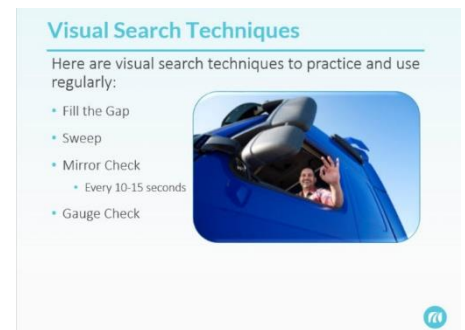 Visual Search Techniques
Here are visual search techniques to practice and use
regularly:
• Fill the Gap
• Sweep
• Mirror Check
• Every 10-15 seconds
• Gauge Check